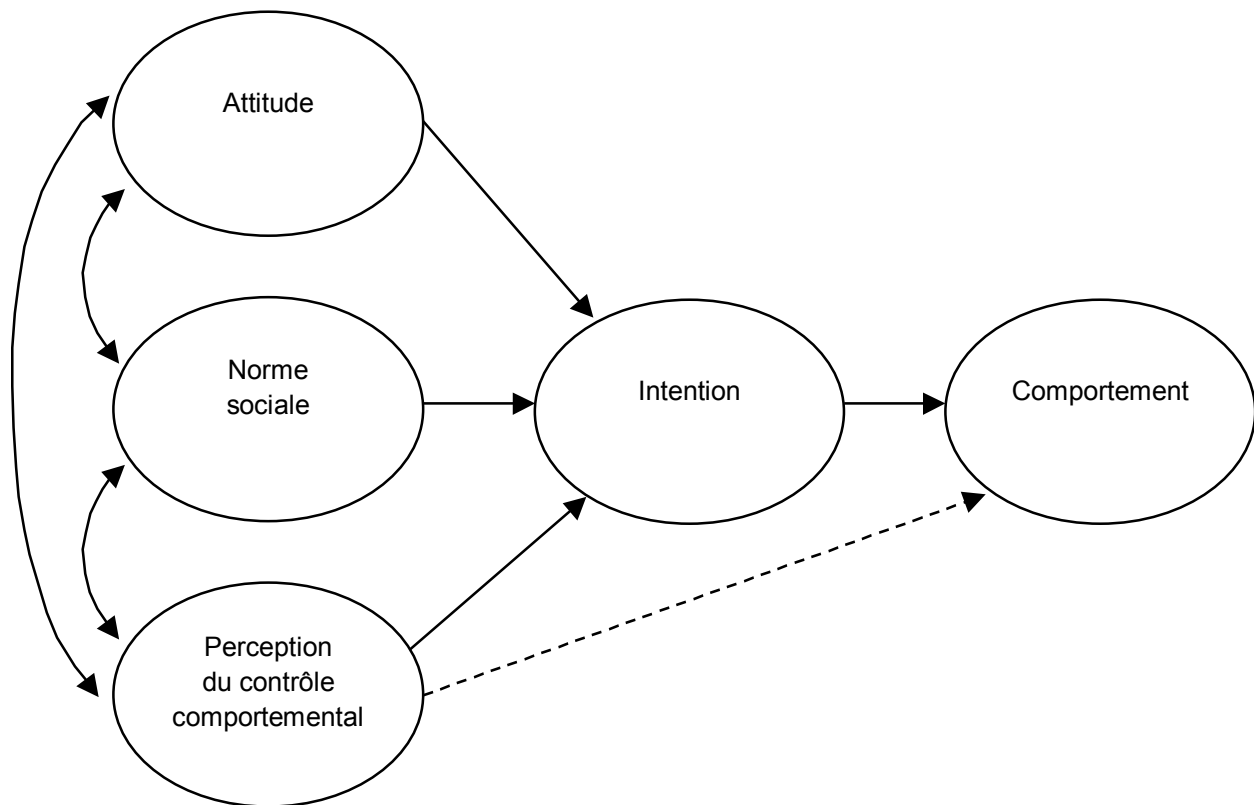 Attitude
Norme
sociale
Intention
Comportement
Perception
du contrôle
comportemental